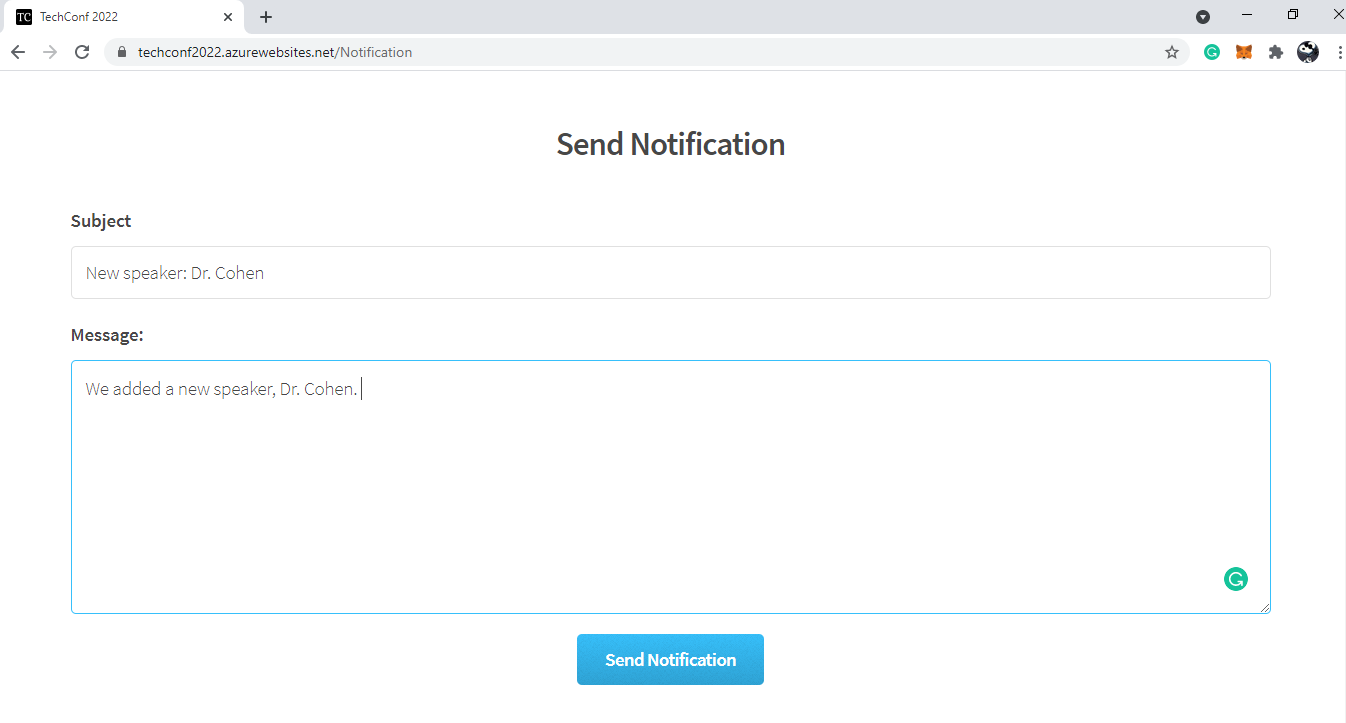 TC TechConf 2022
techconf2022.azurewebsites.net/Notification
Send Notification
Subject
New speaker: Dr. Cohen
Message:
We added a new speaker, Dr. Cohen.
Send Notification